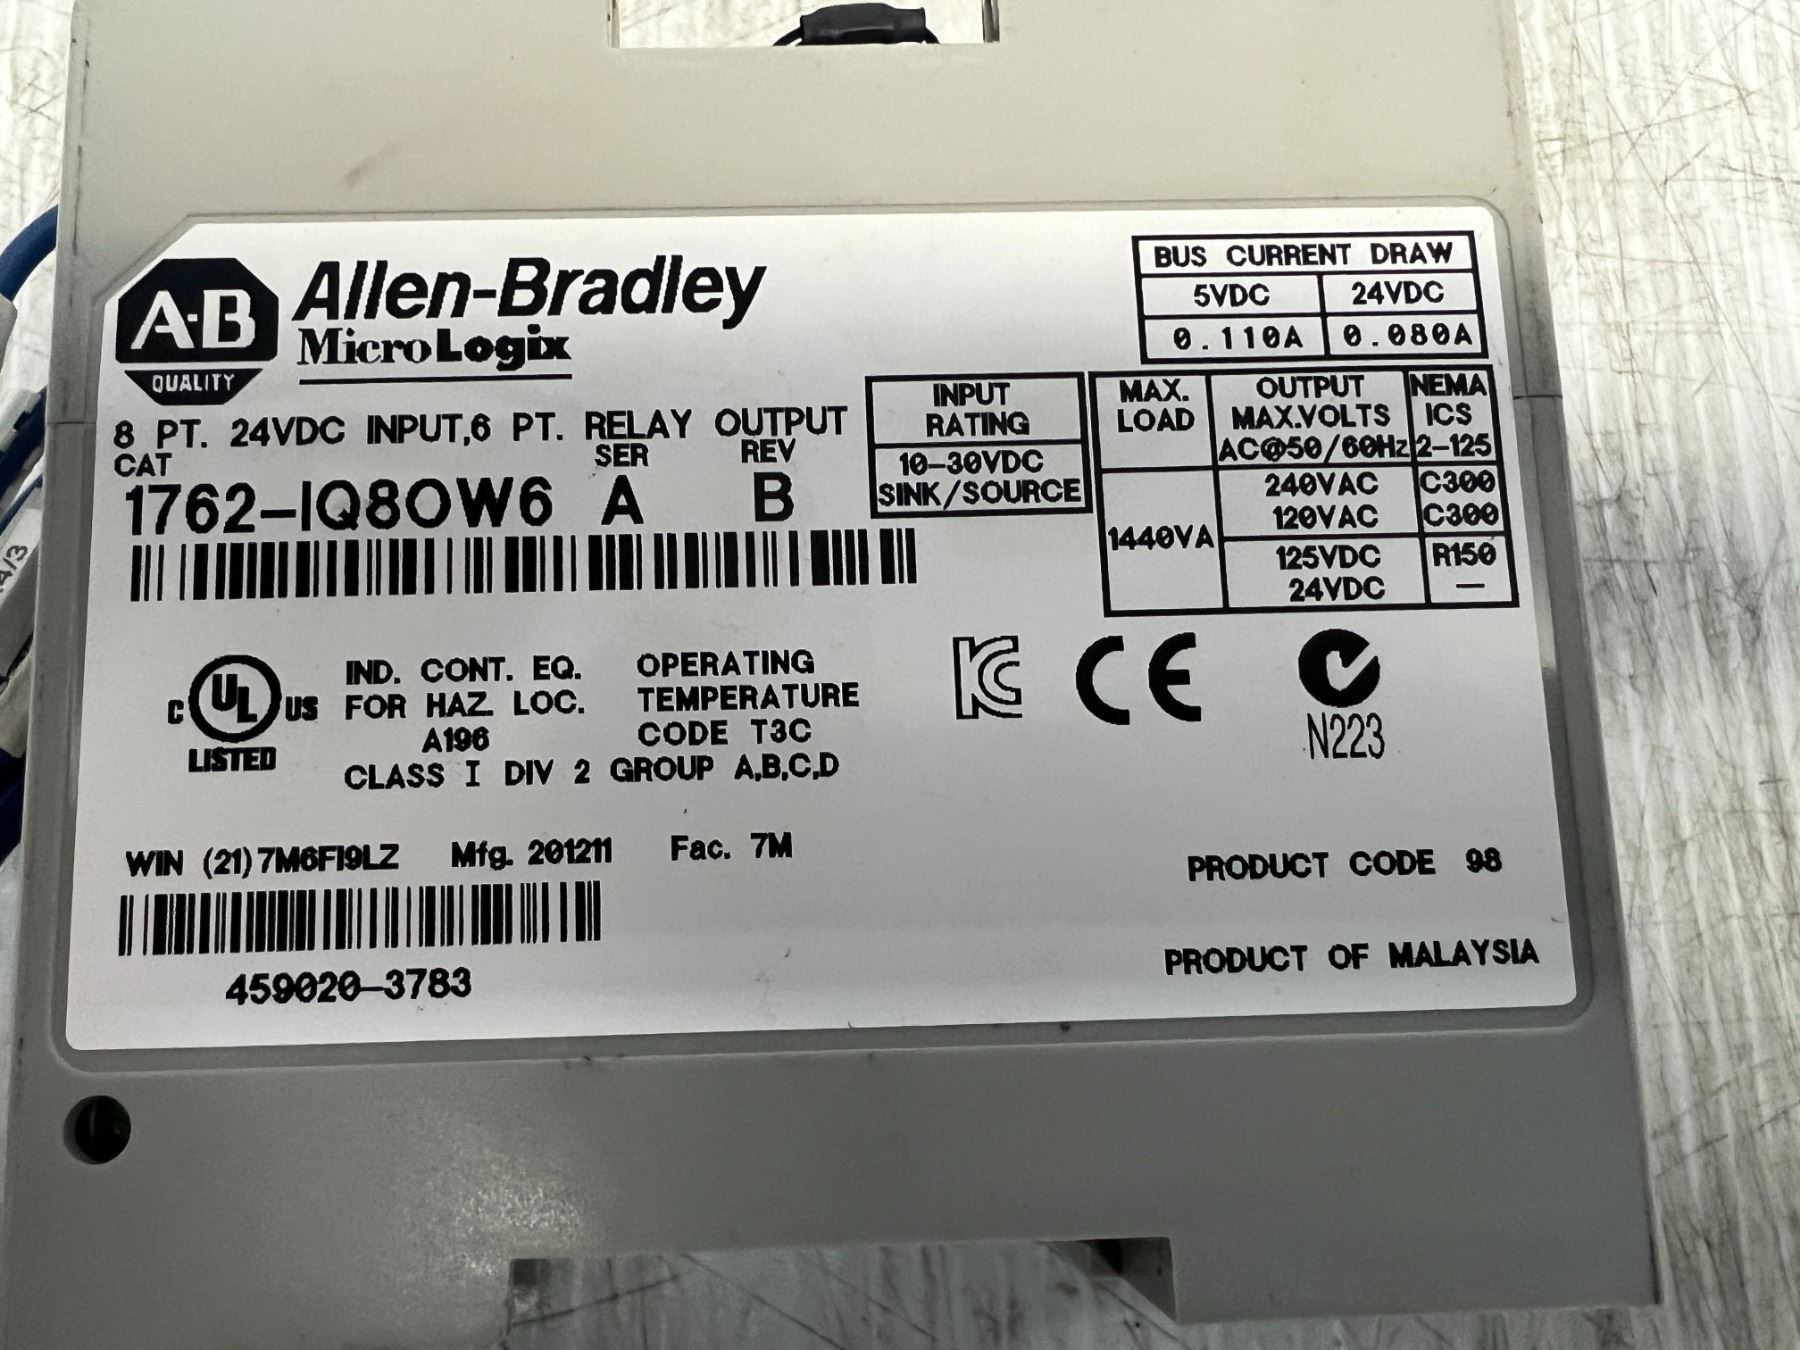 A-B
QUALITY
Allen-Bradley
MicroLogix
8 PT. 24VDC INPUT,6 PT. RELAY OUTPUT
CAT SER REV
1762-IQ8OW6 A B
BUS CURRENT DRAW
5VDC 24VDC
0.110A 0.080A
INPUT
RATING
10-30VDC
SINK/SOURCE
MAX.
LOAD
OUTPUT
MAX.VOLTS
AC@50/60Hz
NEMA
ICS
2-125
1440VA
240VAC C300
120VAC C300
125VDC R150
24VDC —
C UL US
LISTED
IND. CONT. EQ.
FOR HAZ. LOC.
A196
OPERATING
TEMPERATURE
CODE T3C
CLASS I DIV 2 GROUP A,B,C,D
KC CE
N223
WIN (21)7M6FI9LZ Mfg. 201211 Fac. 7M
459020-3783
PRODUCT CODE 98
PRODUCT OF MALAYSIA